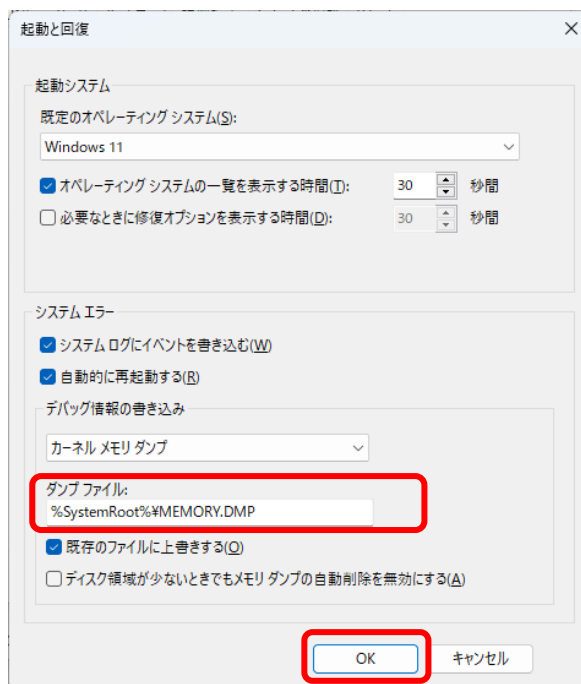 起動と回復
起動システム
既定のオペレーティング システム(S):
Windows 11
オペレーティング システムの一覧を表示する時間(T): 30 秒間
必要なときに修復オプションを表示する時間(D): 30 秒間
システム エラー
システム ログにイベントを書き込む(W)
自動的に再起動する(R)
デバッグ情報の書き込み
カーネル メモリ ダンプ
ダンプ ファイル:
%SystemRoot%¥MEMORY.DMP
既存のファイルに上書きする(O)
ディスク領域が少ないときでもメモリ ダンプの自動削除を無効にする(A)
OK キャンセル